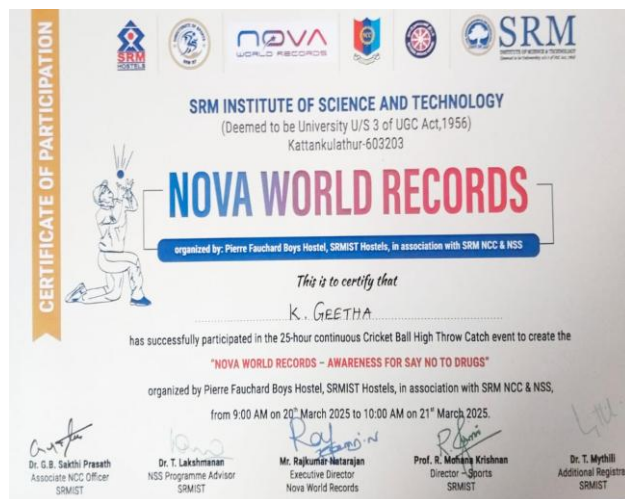 CERTIFICATE OF PARTICIPATION
SRM
HOSTELS
NOVA
WORLD RECORDS
NCC
SRM
INSTITUTE OF SCIENCE & TECHNOLOGY
SRM INSTITUTE OF SCIENCE AND TECHNOLOGY
(Deemed to be University U/S 3 of UGC Act,1956)
Kattankulathur-603203
NOVA WORLD RECORDS
organized by: Pierre Fauchard Boys Hostel, SRMIST Hostels, in association with SRM NCC & NSS
This is to certify that
K. GEETHA
has successfully participated in the 25-hour continuous Cricket Ball High Throw Catch event to create the
"NOVA WORLD RECORDS – AWARENESS FOR SAY NO TO DRUGS"
organized by Pierre Fauchard Boys Hostel, SRMIST Hostels, in association with SRM NCC & NSS,
from 9:00 AM on 20th March 2025 to 10:00 AM on 21st March 2025.
Dr. G.B. Sakthi Prasath
Associate NCC Officer
SRMIST
Dr. T. Lakshmanan
NSS Programme Advisor
SRMIST
Mr. Rajkumar Natarajan
Executive Director
Nova World Records
Prof. R. Mohana Krishnan
Director – Sports
SRMIST
Dr. T. Mythili
Additional Registra
SRMIST